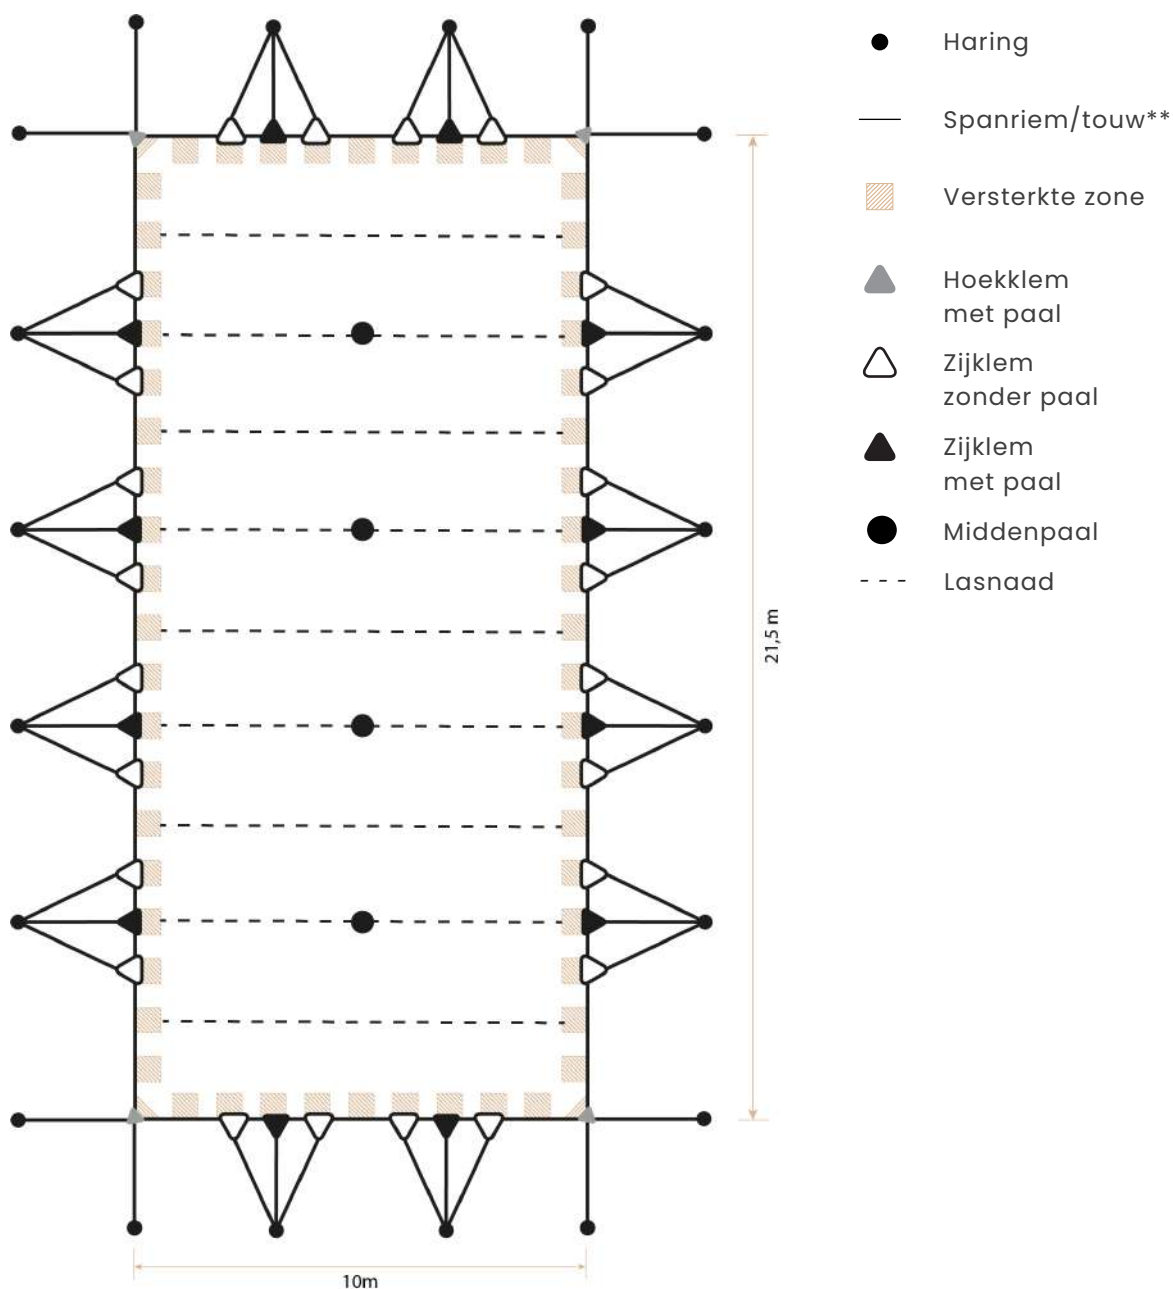 Haring
Spanriem/touw**
Versterkte zone
Hoekklem
met paal
Zijklem
zonder paal
Zijklem
met paal
Middenpaal
Lasnaad
21,5 m
10m